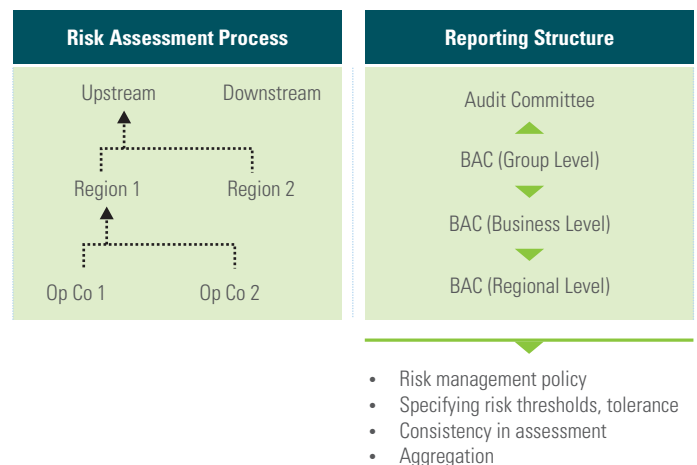 Risk Assessment Process
Upstream Downstream
Region 1 Region 2
Op Co 1 Op Co 2
Reporting Structure
Audit Committee
BAC (Group Level)
BAC (Business Level)
BAC (Regional Level)
• Risk management policy
• Specifying risk thresholds, tolerance
• Consistency in assessment
• Aggregation